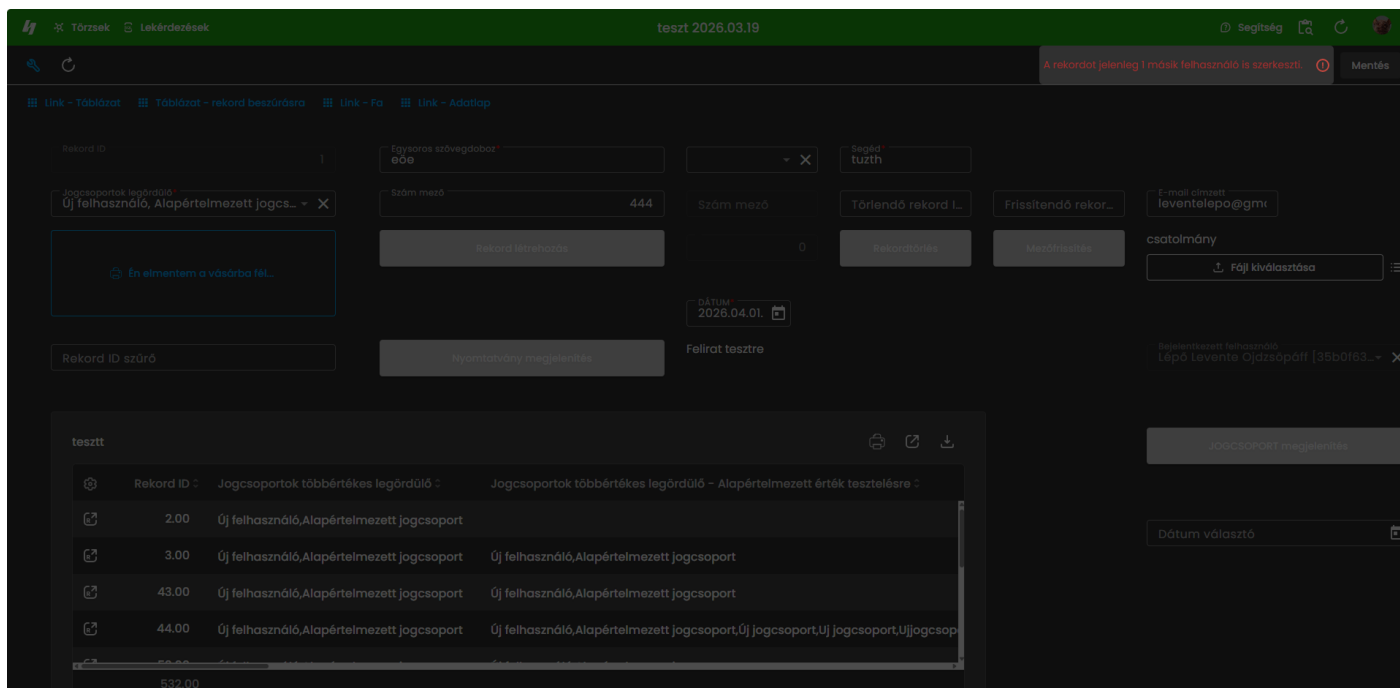 Törzsek Lekérdezések teszt 2026.03.19 Segítség
A rekordot jelenleg 1 másik felhasználó is szerkeszti. Mentés
Link - Táblázat Táblázat - rekord beszúrásra Link - Fa Link - Adatlap
Rekord ID
1
Egysoros szövegdoboz*
eőe
Segéd*
tuzth
Jogcsoportok legördülő*
Új felhasználó, Alapértelmezett jogcs...
Szám mező
444
Szám mező
Törlendő rekord I...
Frissítendő rekor...
E-mail címzett
leventelepo@gm
Én elmentem a vásárba fél...
Rekord létrehozás
0
Rekordtörlés
Mezőfrissítés
csatolmány
Fájl kiválasztása
DÁTUM*
2026.04.01.
Rekord ID szűrő
Nyomtatvány megjelenítés
Felirat tesztre
Bejelentkezett felhasználó
Lépő Levente Ojdzsöpáff [35b0f63...
tesztt
JOGCSOPORT megjelenítés
Rekord ID Jogcsoportok többértékes legördülő Jogcsoportok többértékes legördülő - Alapértelmezett érték tesztelésre
2.00 Új felhasználó,Alapértelmezett jogcsoport
3.00 Új felhasználó,Alapértelmezett jogcsoport Új felhasználó,Alapértelmezett jogcsoport
43.00 Új felhasználó,Alapértelmezett jogcsoport Új felhasználó,Alapértelmezett jogcsoport
44.00 Új felhasználó,Alapértelmezett jogcsoport Új felhasználó,Alapértelmezett jogcsoport,Új jogcsoport,Uj jogcsoport,Ujjogcsop
532.00
Dátum választó